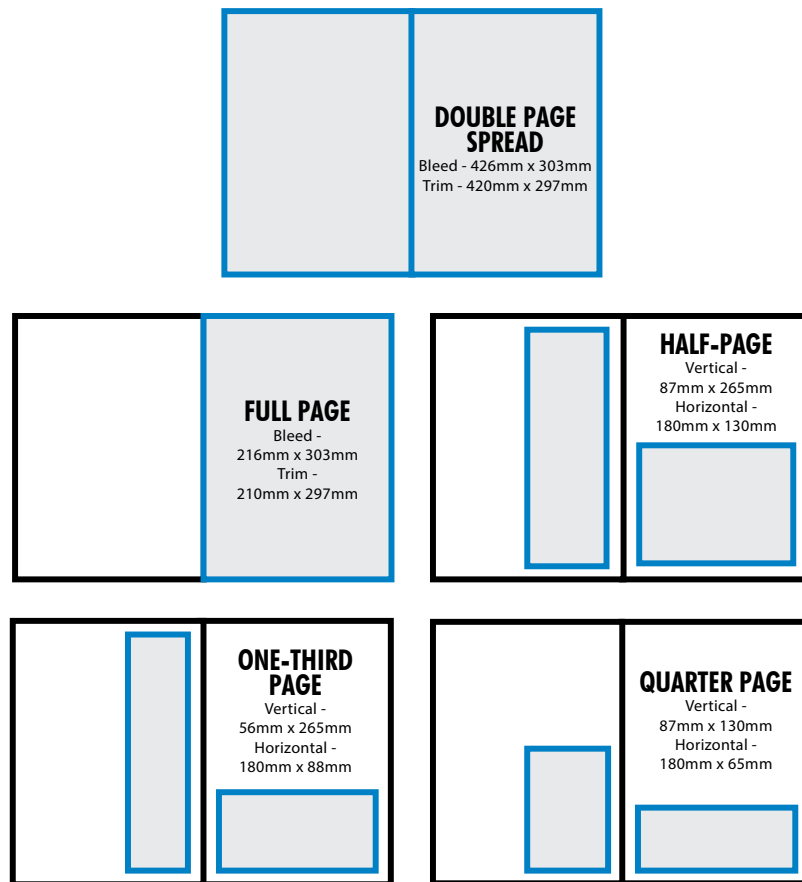 DOUBLE PAGE
SPREAD
Bleed - 426mm x 303mm
Trim - 420mm x 297mm
FULL PAGE
Bleed -
216mm x 303mm
Trim -
210mm x 297mm
HALF-PAGE
Vertical -
87mm x 265mm
Horizontal -
180mm x 130mm
ONE-THIRD
PAGE
Vertical -
56mm x 265mm
Horizontal -
180mm x 88mm
QUARTER PAGE
Vertical -
87mm x 130mm
Horizontal -
180mm x 65mm